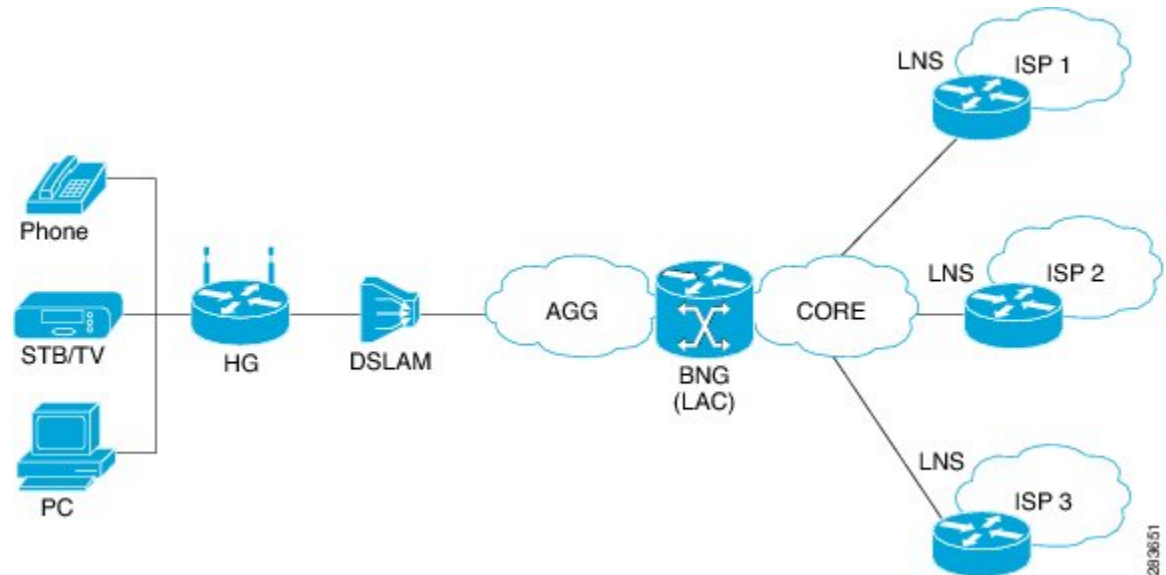 Phone
STB/TV
PC
HG
DSLAM
AGG
BNG
(LAC)
CORE
LNS
ISP 1
LNS
ISP 2
LNS
ISP 3
283651